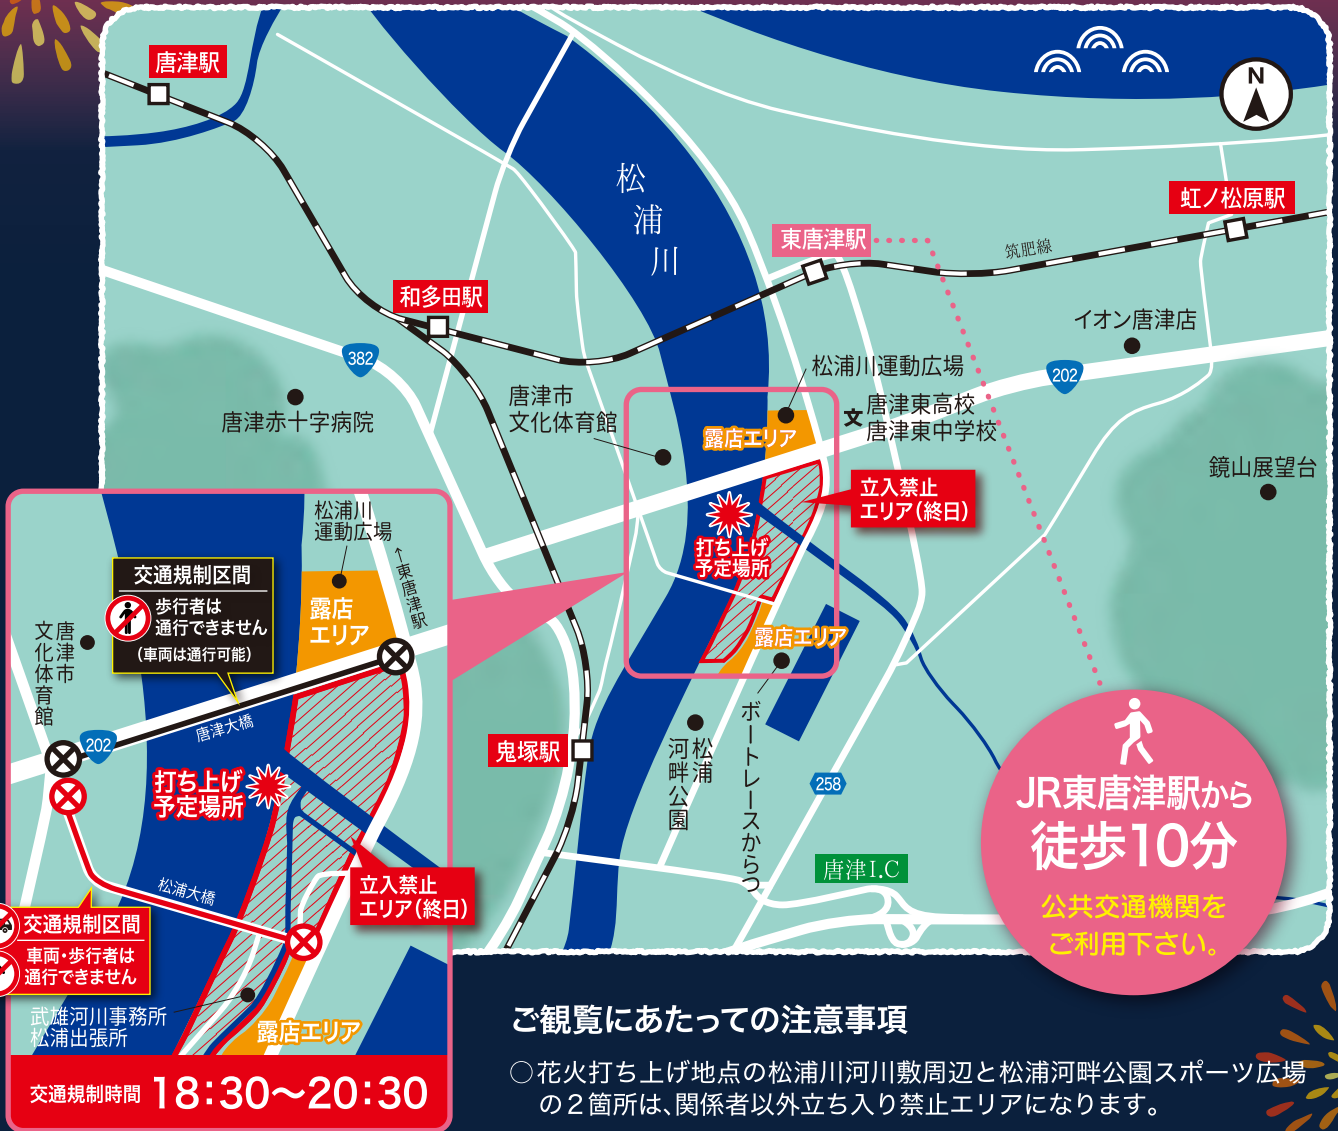 唐津駅
N
松浦川
虹ノ松原駅
東唐津駅
筑肥線
和多田駅
イオン唐津店
382
202
松浦川運動広場
唐津市
文化体育館
唐津赤十字病院
文
唐津東高校
唐津東中学校
露店エリア
鏡山展望台
立入禁止
エリア(終日)
打ち上げ
予定場所
露店エリア
ボートレースからつ
松浦
河畔公園
鬼塚駅
258
唐津I.C
JR東唐津駅から
徒歩10分
公共交通機関を
ご利用下さい。
松浦川
運動広場
←東唐津駅
交通規制区間
歩行者は
通行できません
(車両は通行可能)
露店
エリア
唐津市
文化体育館
唐津大橋
202
打ち上げ
予定場所
松浦大橋
立入禁止
エリア(終日)
交通規制区間
車両・歩行者は
通行できません
武雄河川事務所
松浦出張所
露店エリア
交通規制時間 18:30〜20:30
ご観覧にあたっての注意事項
○花火打ち上げ地点の松浦川河川敷周辺と松浦河畔公園スポーツ広場
の2箇所は、関係者以外立ち入り禁止エリアになります。